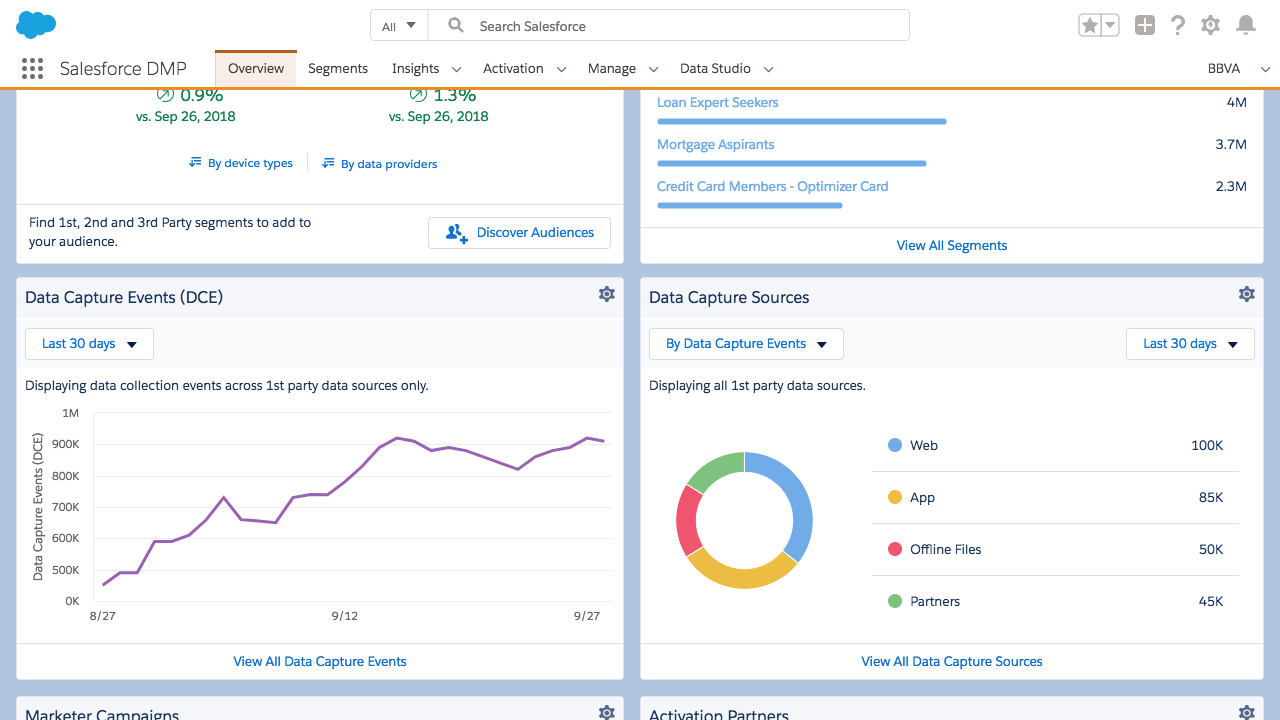 All
Search Salesforce
Salesforce DMP
Overview
Segments
Insights
Activation
Manage
Data Studio
BBVA
0.9%
vs. Sep 26, 2018
1.3%
vs. Sep 26, 2018
By device types
By data providers
Find 1st, 2nd and 3rd Party segments to add to
your audience.
Discover Audiences
Loan Expert Seekers 4M
Mortgage Aspirants 3.7M
Credit Card Members - Optimizer Card 2.3M
View All Segments
Data Capture Events (DCE)
Last 30 days
Displaying data collection events across 1st party data sources only.
Data Capture Events (DCE)
1M
900K
800K
700K
600K
500K
0K
8/27 9/12 9/27
View All Data Capture Events
Data Capture Sources
By Data Capture Events
Last 30 days
Displaying all 1st party data sources.
Web 100K
App 85K
Offline Files 50K
Partners 45K
View All Data Capture Sources
Marketer Campaigns
Activation Partners